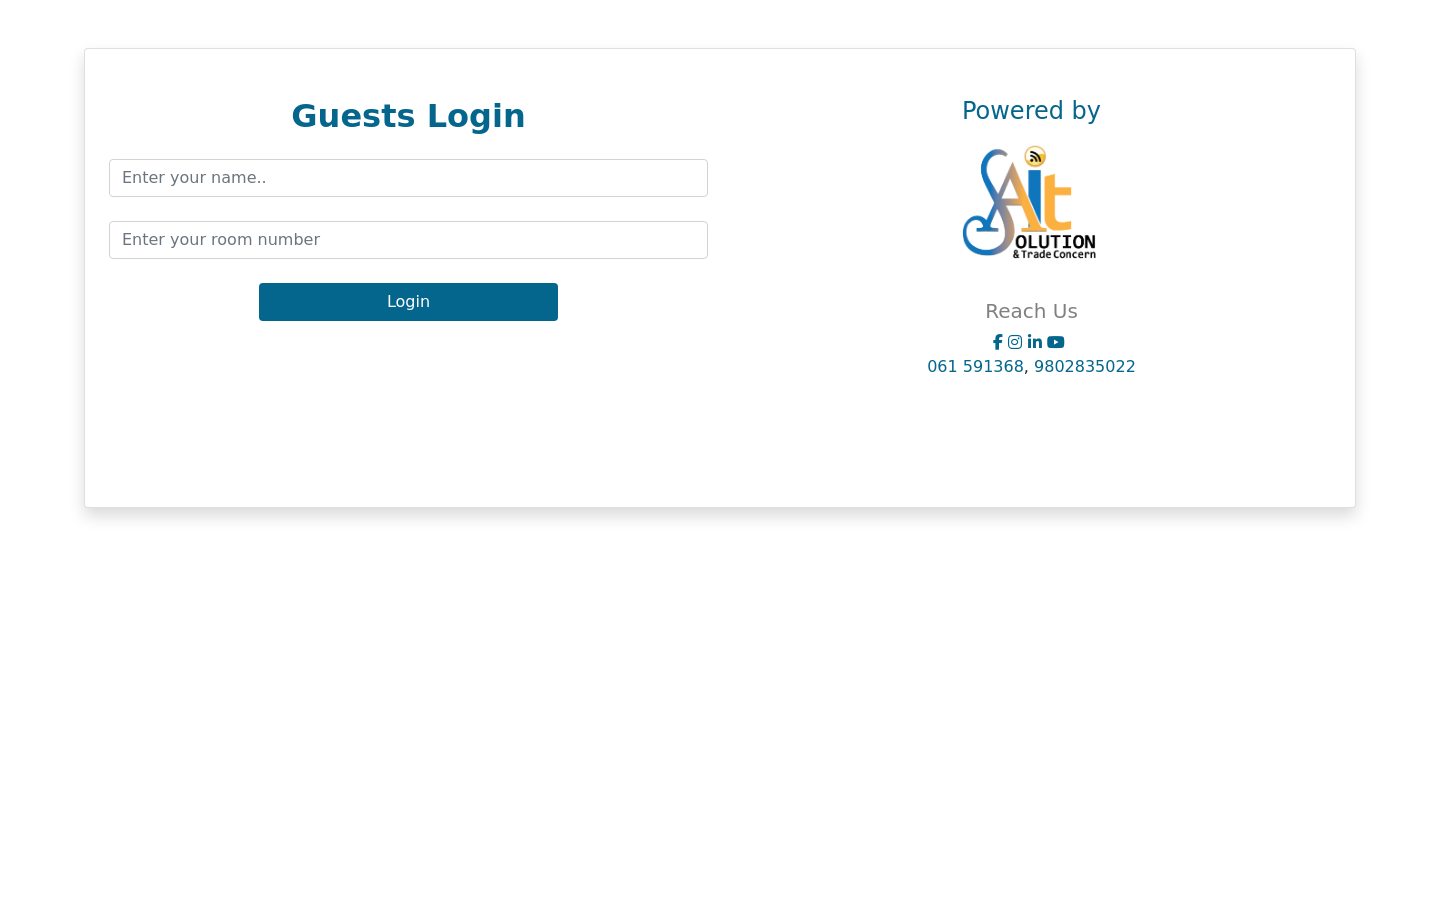 Guests Login
Enter your name..
Enter your room number
Login
Powered by
SAit
OLUTION
& Trade Concern
Reach Us
061 591368, 9802835022